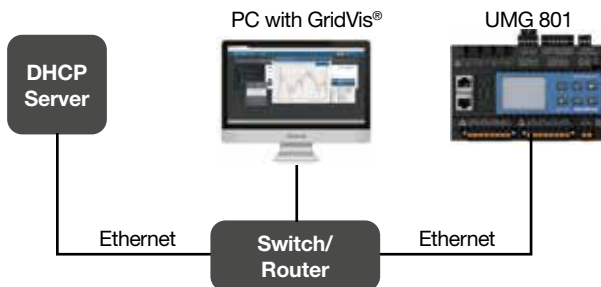 PC with GridVis®
UMG 801
DHCP
Server
Ethernet
Switch/
Router
Ethernet